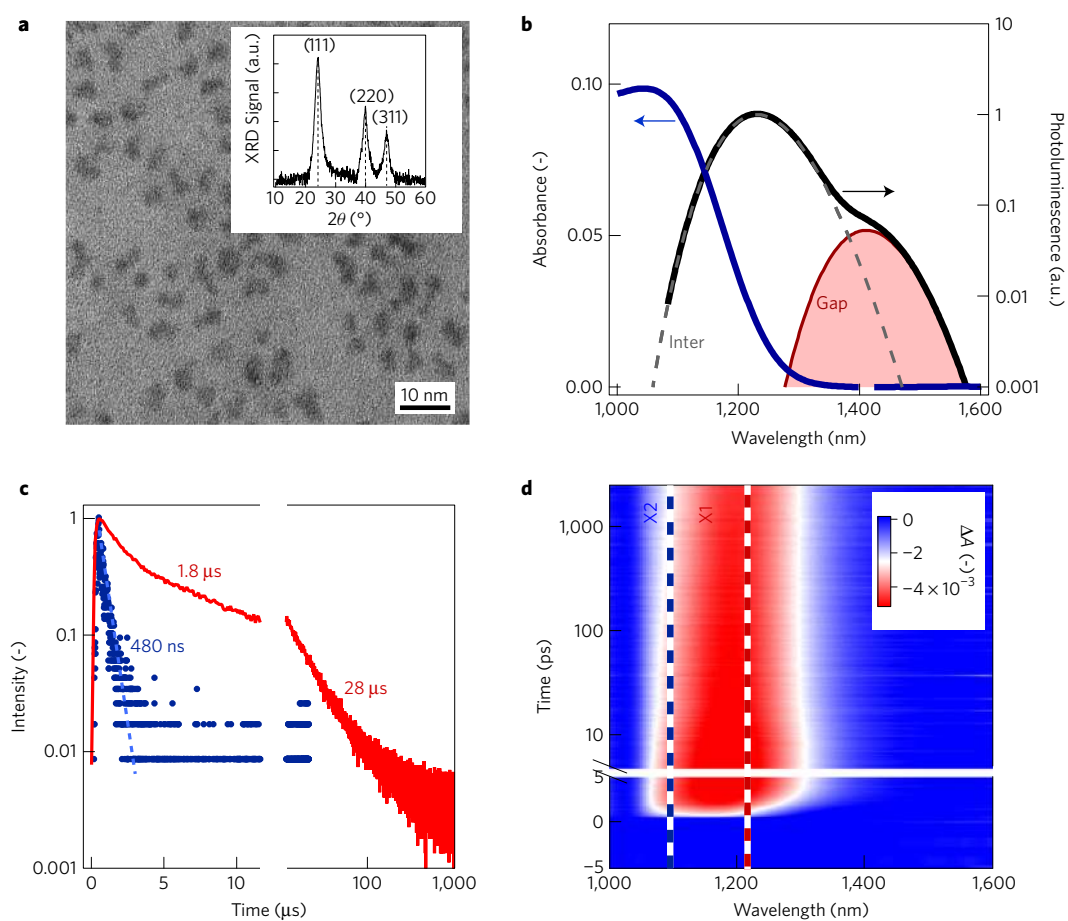 a
XRD Signal (a.u.)
(111)
(220)
(311)
10 20 30 40 50 60
2θ (°)
10 nm
b
Absorbance (-)
0.10
0.05
0.00
10
1
0.1
0.01
0.001
Photoluminescence (a.u.)
Inter
Gap
1,000 1,200 1,400 1,600
Wavelength (nm)
c
Intensity (-)
1
0.1
0.01
0.001
1.8 μs
480 ns
28 μs
0 5 10 100 1,000
Time (μs)
d
Time (ps)
1,000
100
10
5
0
−5
X2
X1
0
−2
−4 × 10⁻³
ΔA (-)
1,000 1,200 1,400 1,600
Wavelength (nm)